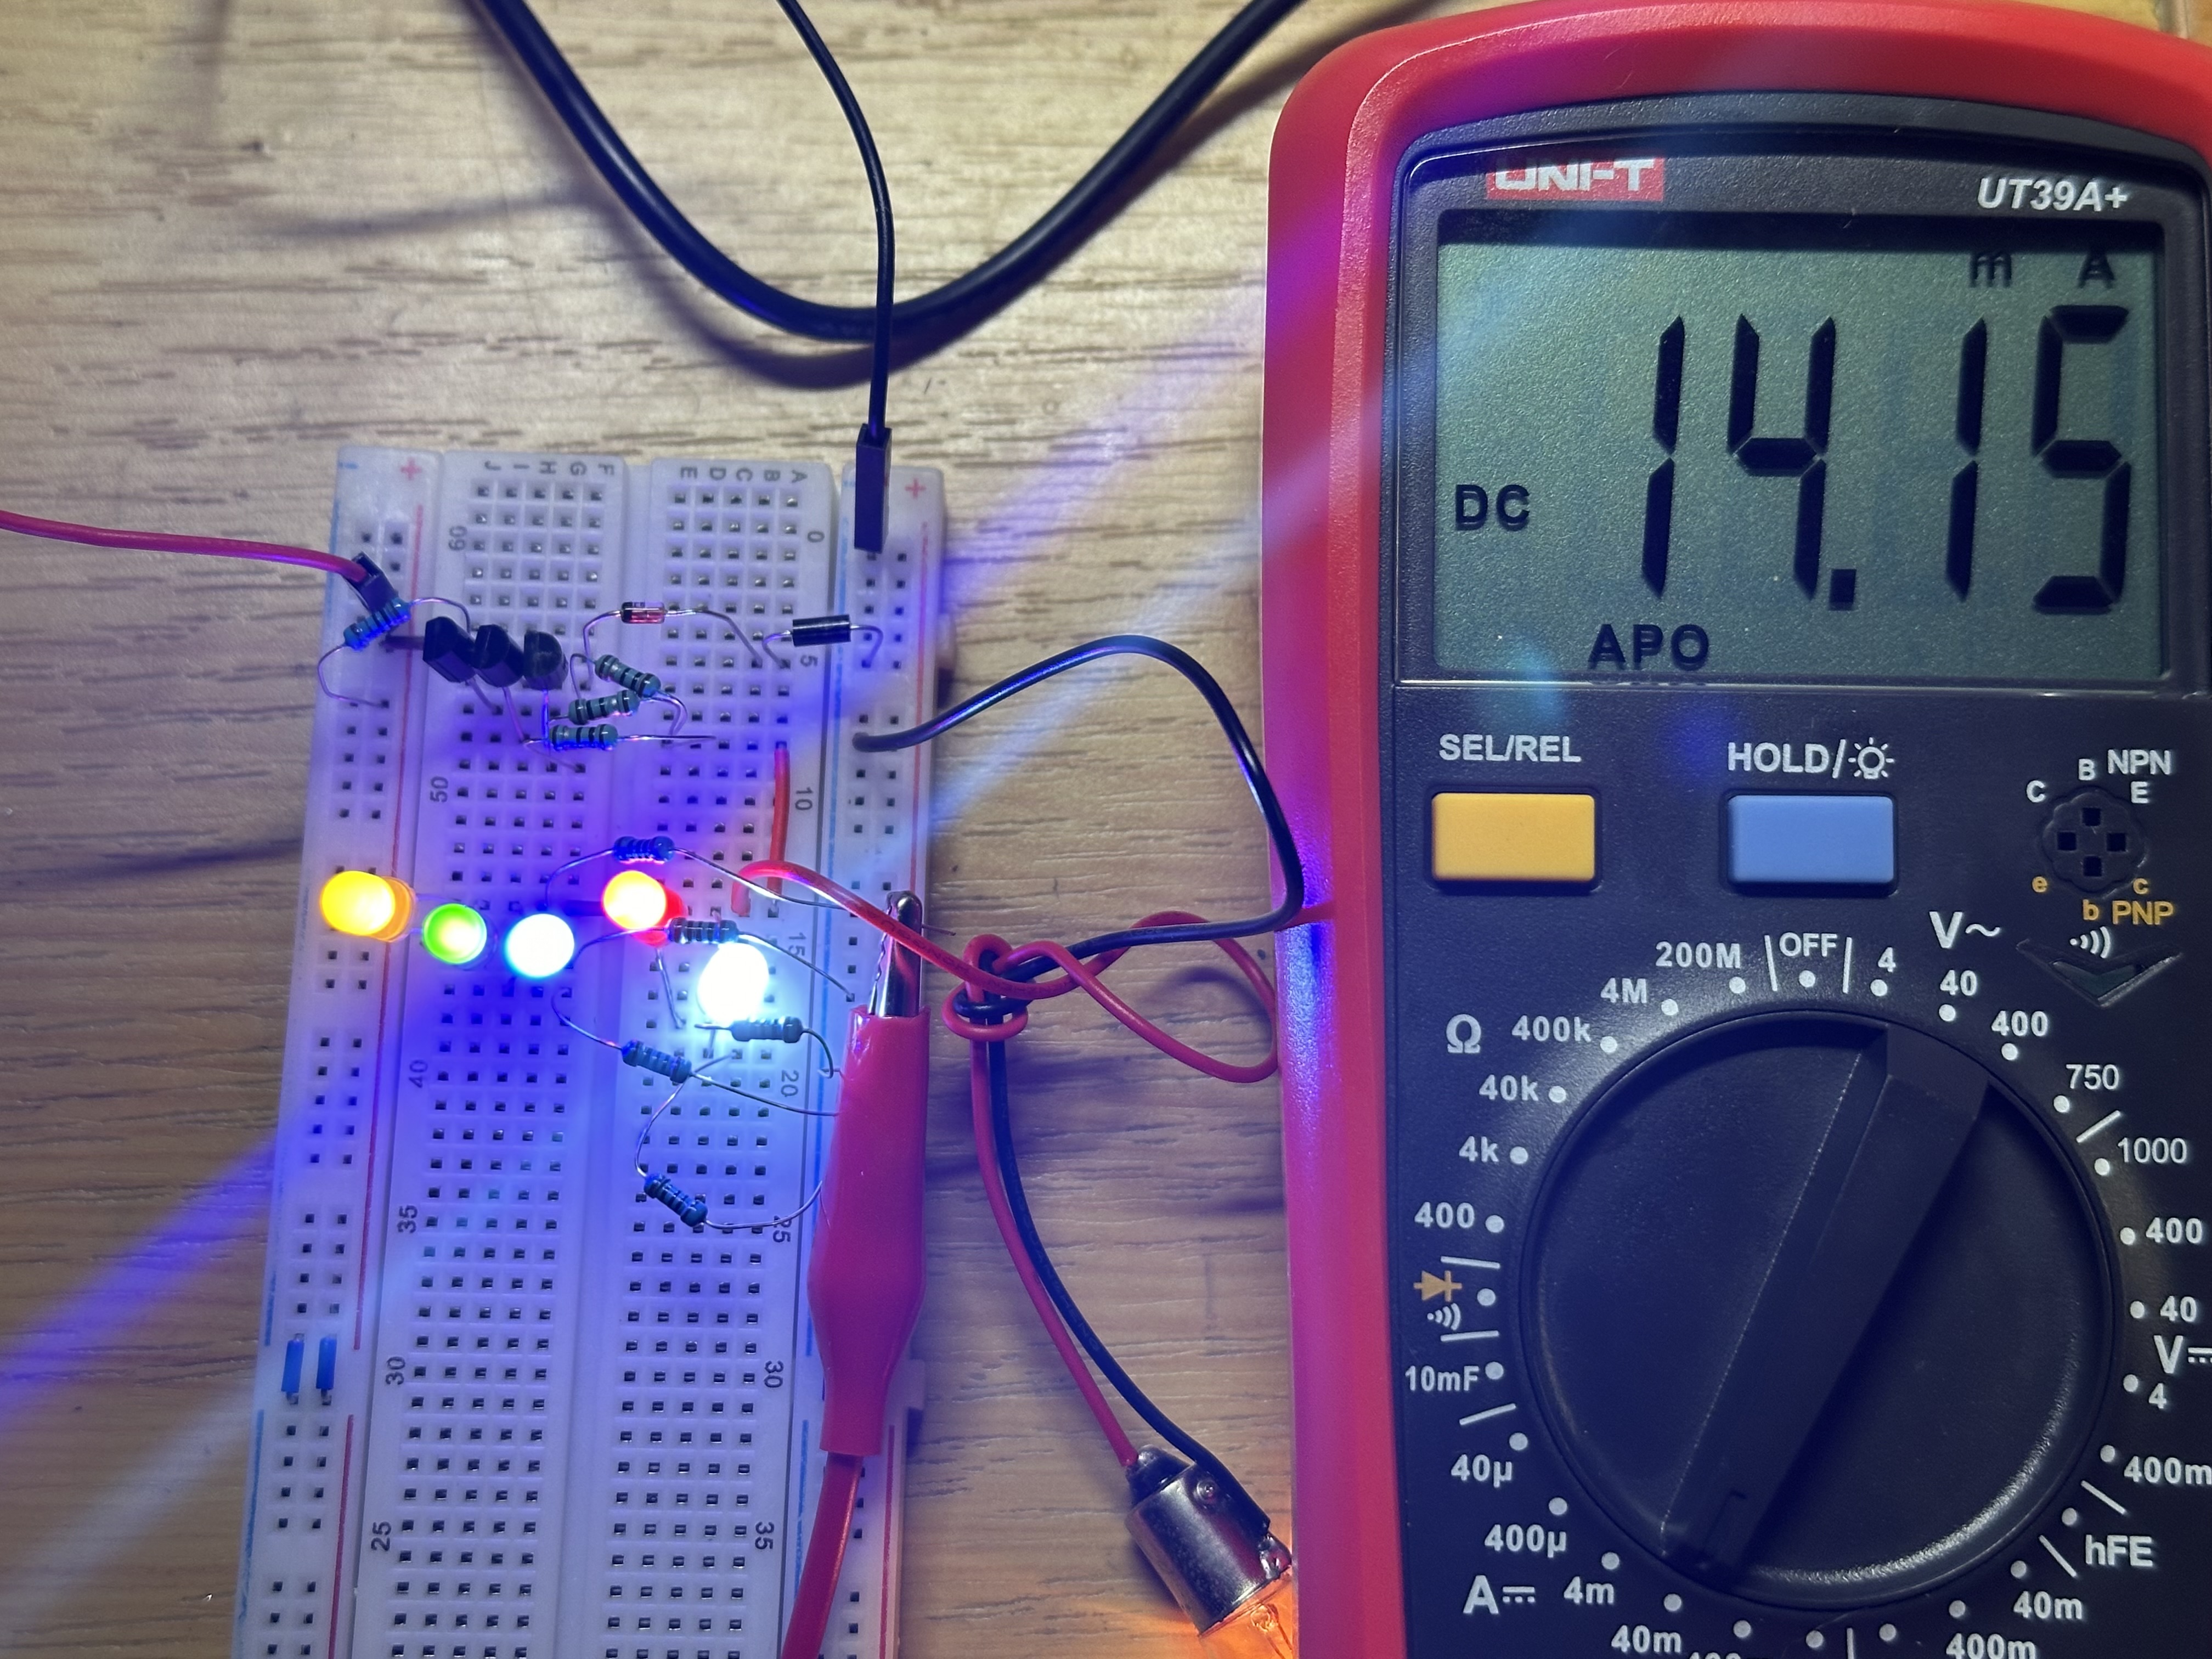 UNI-T
UT39A+
m A
DC
14.15
APO
SEL/REL
HOLD/
B NPN
C E
e c
b PNP
200M OFF 4 V~
4M 40
Ω 400k 400
40k 750
4k 1000
400 400
10mF 40
V
4
40µ 400m
400µ hFE
A 4m 40m
40m 400m
+ J I H G F E D C B A +
60 0
5
50 10
15
40 20
35 25
30 30
25 35